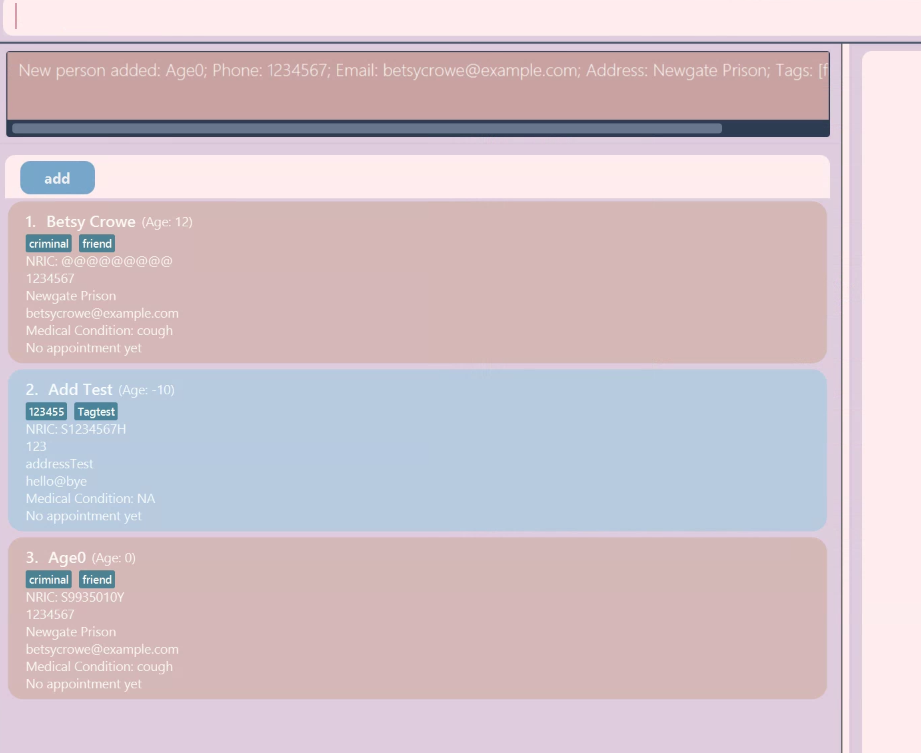 New person added: Age0; Phone: 1234567; Email: betsycrowe@example.com; Address: Newgate Prison; Tags: [f
add
1. Betsy Crowe (Age: 12)
criminal friend
NRIC: @@@@@@@@@
1234567
Newgate Prison
betsycrowe@example.com
Medical Condition: cough
No appointment yet
2. Add Test (Age: -10)
123455 Tagtest
NRIC: S1234567H
123
addressTest
hello@bye
Medical Condition: NA
No appointment yet
3. Age0 (Age: 0)
criminal friend
NRIC: S9935010Y
1234567
Newgate Prison
betsycrowe@example.com
Medical Condition: cough
No appointment yet